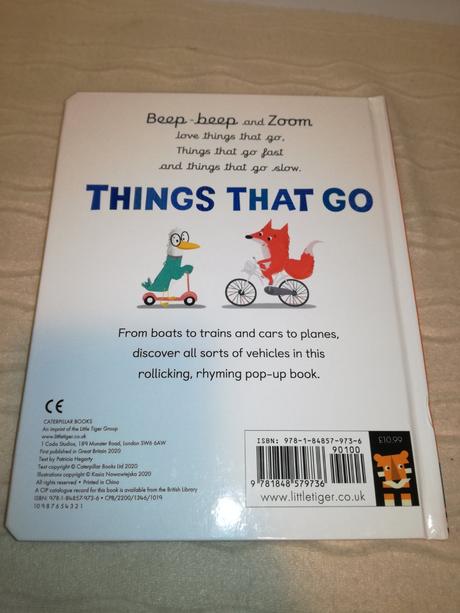 Beep-beep and Zoom
love things that go,
Things that go fast
and things that go slow.
THINGS THAT GO
From boats to trains and cars to planes,
discover all sorts of vehicles in this
rollicking, rhyming pop-up book.
CE
CATERPILLAR BOOKS
An imprint of the Little Tiger Group
www.littletiger.co.uk
1 Coda Studios, 189 Munster Road, London SW6 6AW
First published in Great Britain 2020
Text by Patricia Hegarty
Text copyright © Caterpillar Books Ltd 2020
Illustrations copyright © Kasia Nowowiejska 2020
All rights reserved • Printed in China
A CIP catalogue record for this book is available from the British Library
ISBN: 978-1-84857-973-6 • CPB/2200/1346/1019
10 9 8 7 6 5 4 3 2 1
ISBN: 978-1-84857-973-6
90100
9 781848 579736
www.littletiger.co.uk
£10.99